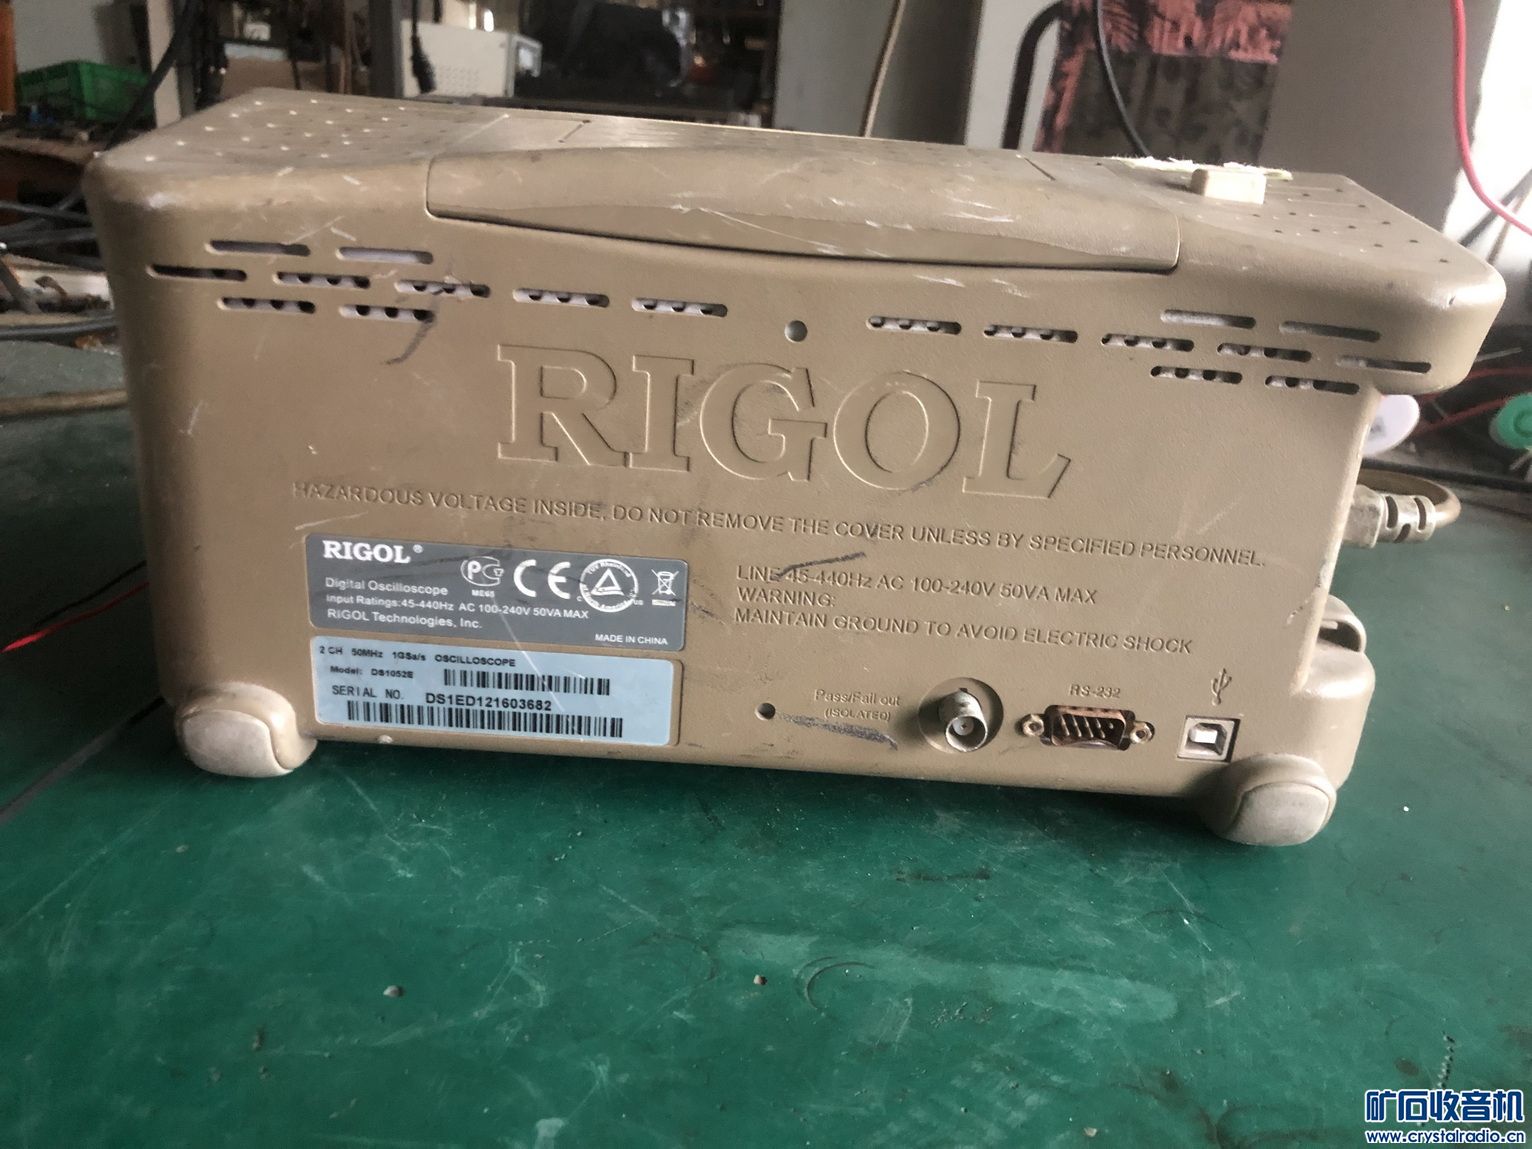 RIGOL
HAZARDOUS VOLTAGE INSIDE, DO NOT REMOVE THE COVER UNLESS BY SPECIFIED PERSONNEL.
LINE 45-440Hz AC 100-240V 50VA MAX
WARNING:
MAINTAIN GROUND TO AVOID ELECTRIC SHOCK
RIGOL®
Digital Oscilloscope
Input Ratings:45-440Hz AC 100-240V 50VA MAX
RIGOL Technologies, Inc.
ME65
CE
MADE IN CHINA
2 CH 50MHz 1GSa/s OSCILLOSCOPE
Model: DS1052E
SERIAL NO. DS1ED121603682
Pass/Fail out
(ISOLATED)
RS-232
矿石收音机
www.crystalradio.cn